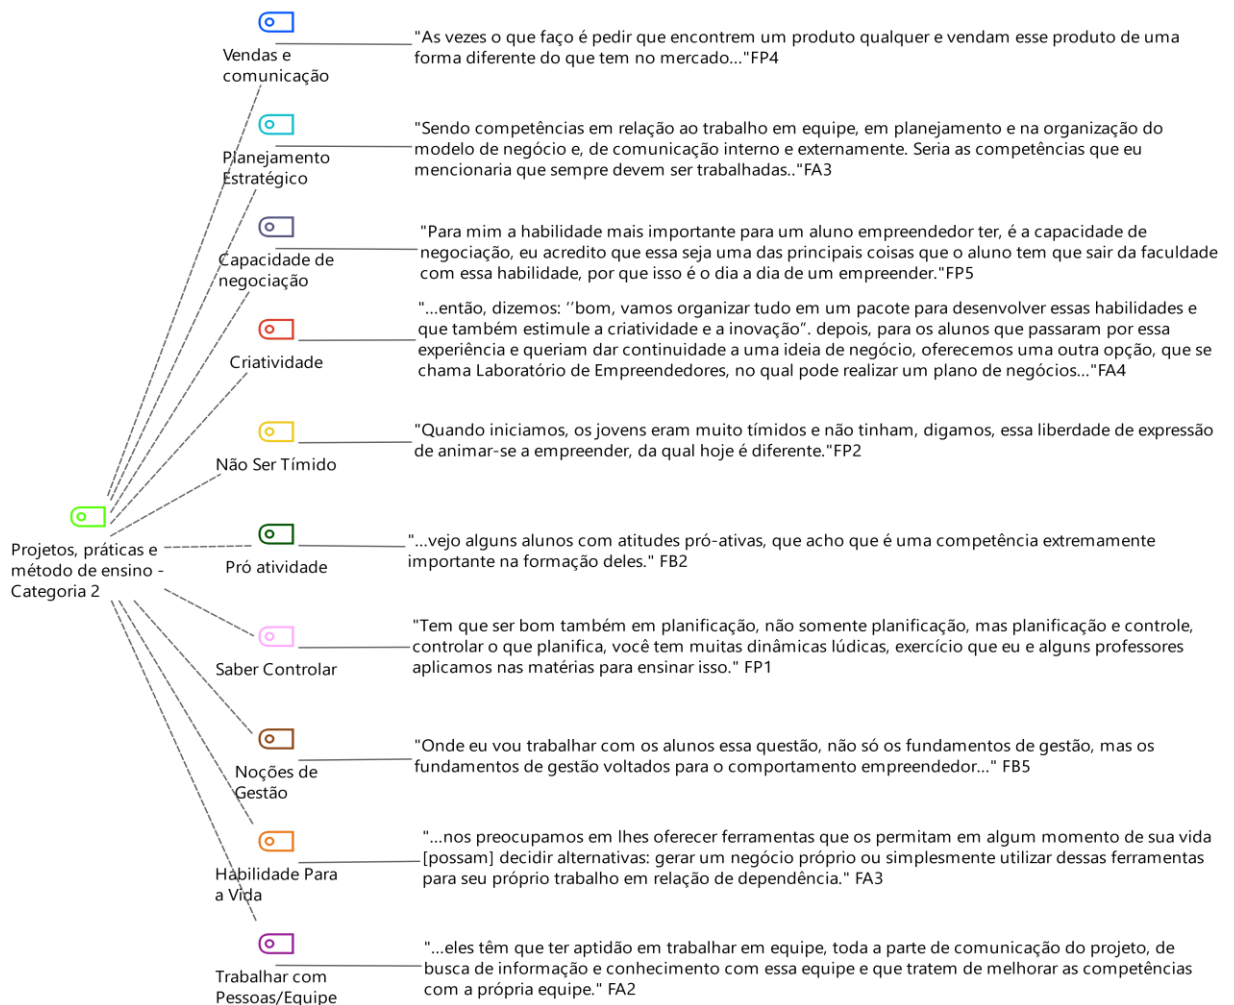 Vendas e
comunicação
"As vezes o que faço é pedir que encontrem um produto qualquer e vendam esse produto de uma
forma diferente do que tem no mercado..."FP4
Planejamento
Estratégico
"Sendo competências em relação ao trabalho em equipe, em planejamento e na organização do
modelo de negócio e, de comunicação interno e externamente. Seria as competências que eu
mencionaria que sempre devem ser trabalhadas.."FA3
Capacidade de
negociação
"Para mim a habilidade mais importante para um aluno empreendedor ter, é a capacidade de
negociação, eu acredito que essa seja uma das principais coisas que o aluno tem que sair da faculdade
com essa habilidade, por que isso é o dia a dia de um empreender."FP5
Criatividade
"...então, dizemos: ‘’bom, vamos organizar tudo em um pacote para desenvolver essas habilidades e
que também estimule a criatividade e a inovação”. depois, para os alunos que passaram por essa
experiência e queriam dar continuidade a uma ideia de negócio, oferecemos uma outra opção, que se
chama Laboratório de Empreendedores, no qual pode realizar um plano de negócios..."FA4
Não Ser Tímido
"Quando iniciamos, os jovens eram muito tímidos e não tinham, digamos, essa liberdade de expressão
de animar-se a empreender, da qual hoje é diferente."FP2
Projetos, práticas e
método de ensino -
Categoria 2
Pró atividade
"...vejo alguns alunos com atitudes pró-ativas, que acho que é uma competência extremamente
importante na formação deles." FB2
Saber Controlar
"Tem que ser bom também em planificação, não somente planificação, mas planificação e controle,
controlar o que planifica, você tem muitas dinâmicas lúdicas, exercício que eu e alguns professores
aplicamos nas matérias para ensinar isso." FP1
Noções de
Gestão
"Onde eu vou trabalhar com os alunos essa questão, não só os fundamentos de gestão, mas os
fundamentos de gestão voltados para o comportamento empreendedor..." FB5
Habilidade Para
a Vida
"...nos preocupamos em lhes oferecer ferramentas que os permitam em algum momento de sua vida
[possam] decidir alternativas: gerar um negócio próprio ou simplesmente utilizar dessas ferramentas
para seu próprio trabalho em relação de dependência." FA3
Trabalhar com
Pessoas/Equipe
"...eles têm que ter aptidão em trabalhar em equipe, toda a parte de comunicação do projeto, de
busca de informação e conhecimento com essa equipe e que tratem de melhorar as competências
com a própria equipe." FA2